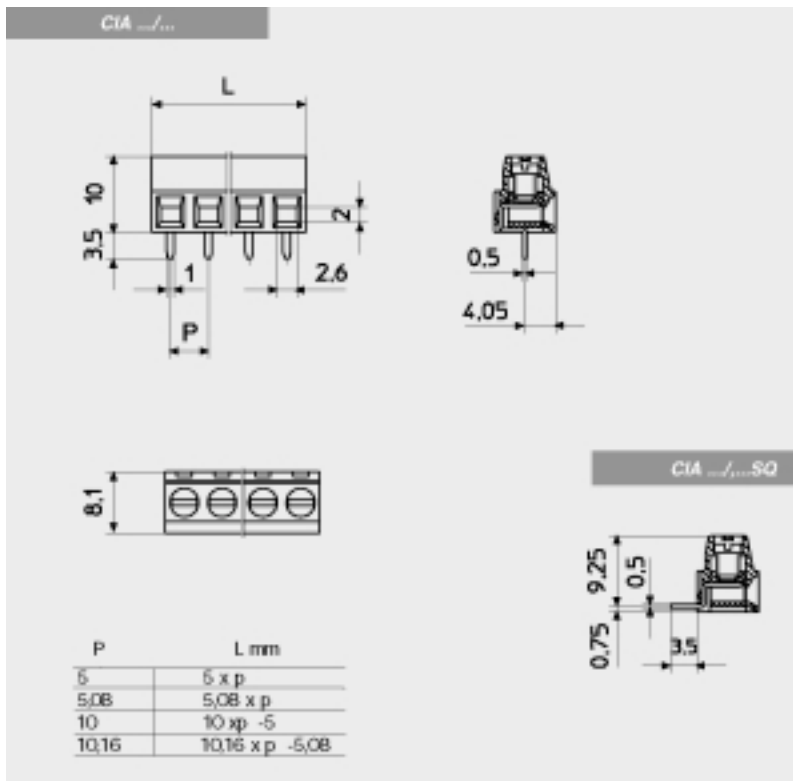 CIA .../...
L
10
3.5
2
1
2.6
P
0.5
4,05
8.1
CIA .../,...SQ
9.25
0.5
0.75
3.5
P L mm
5 5 x p
5,08 5,08 x p
10 10 xp -5
10,16 10,16 x p -5,08